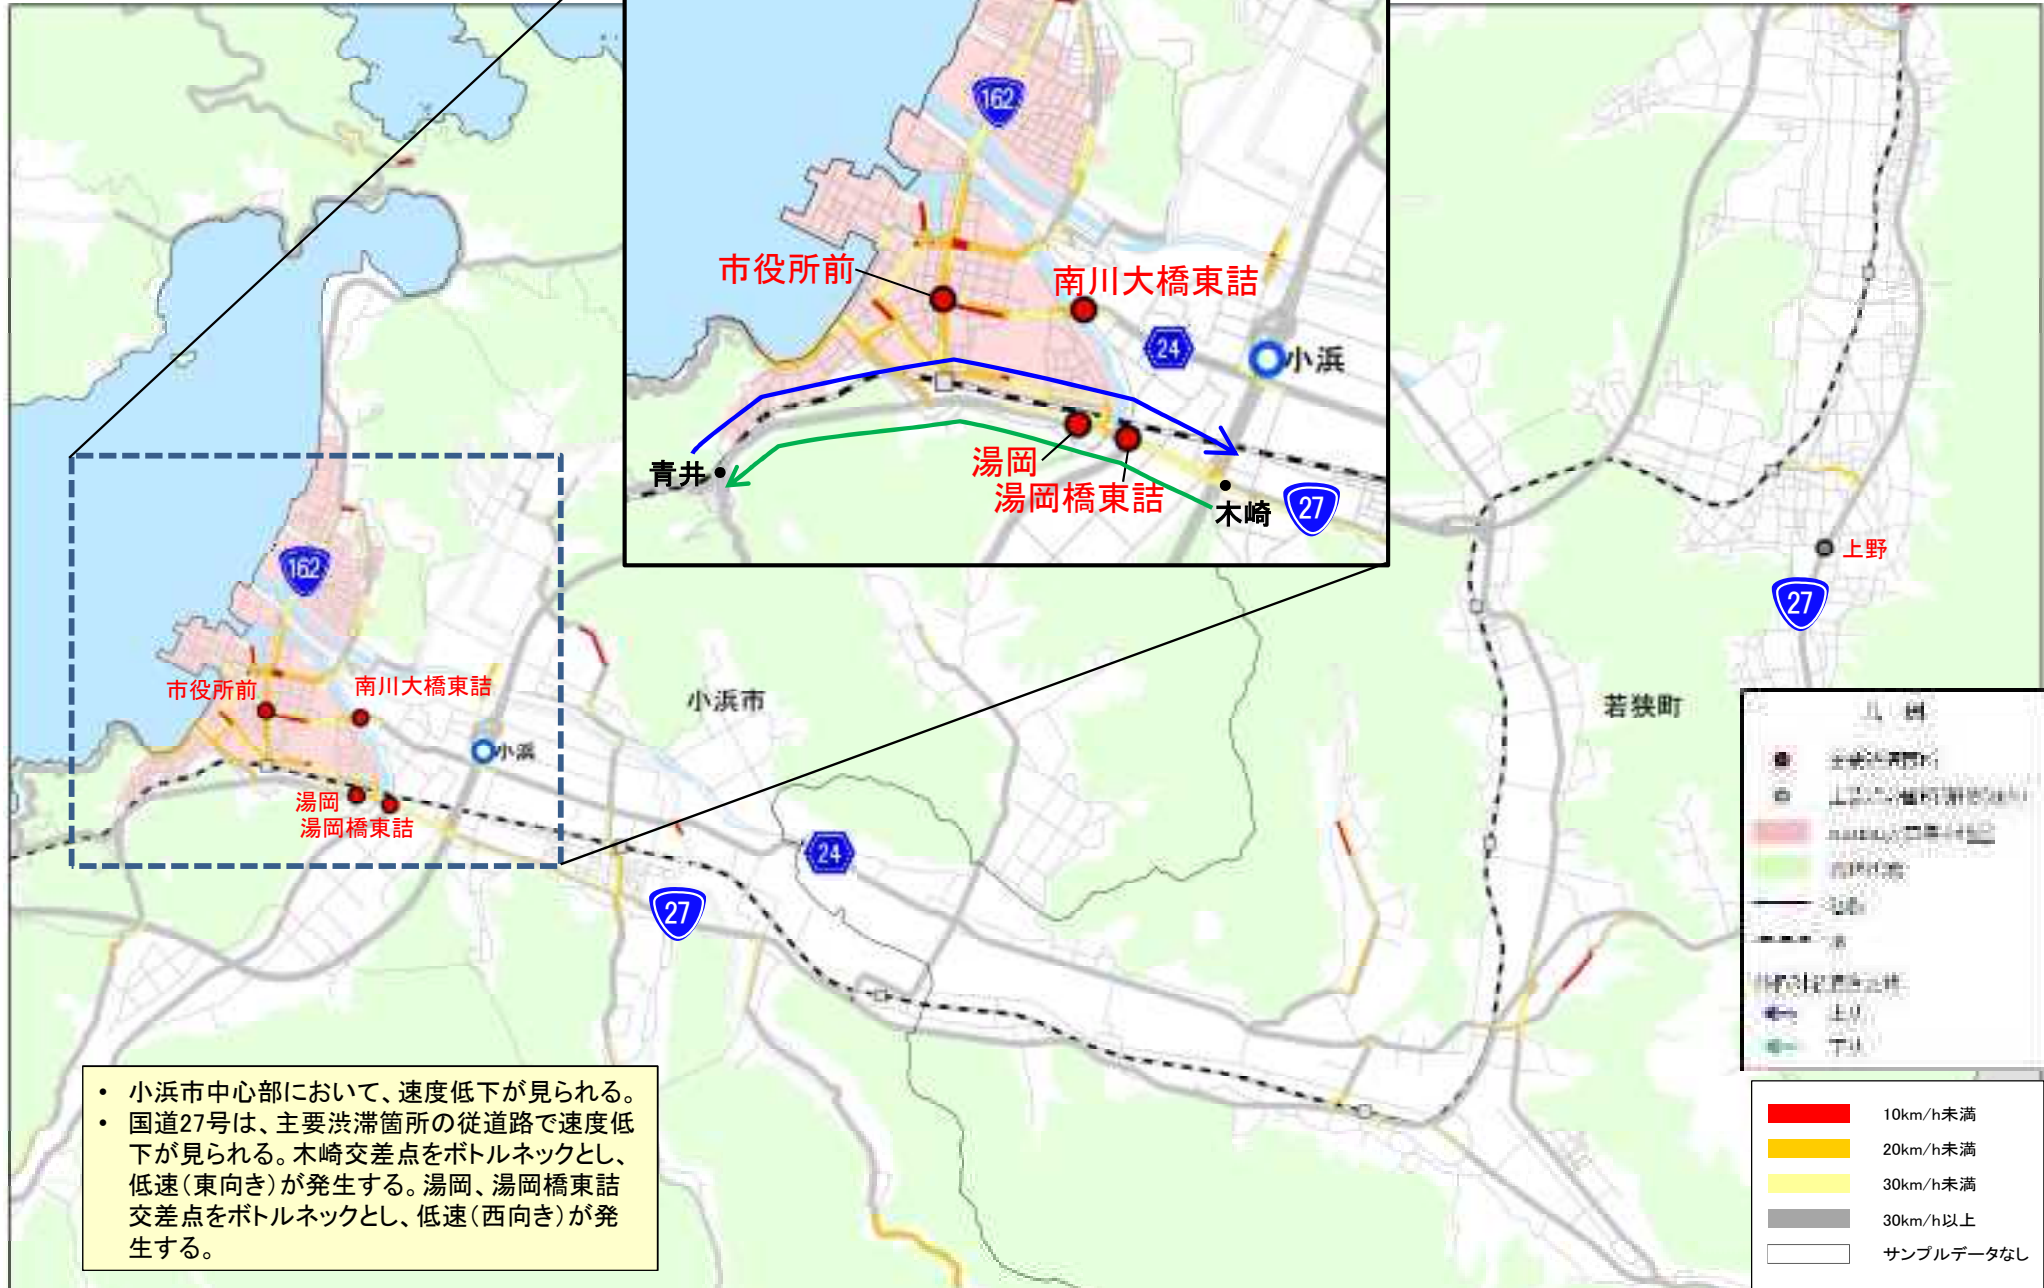 162
市役所前
南川大橋東詰
24
小浜
青井
湯岡
湯岡橋東詰
木崎
27
162
上野
27
市役所前
南川大橋東詰
小浜
小浜市
若狭町
湯岡
湯岡橋東詰
24
27
上り
下り
• 小浜市中心部において、速度低下が見られる。
• 国道27号は、主要渋滞箇所の従道路で速度低
下が見られる。木崎交差点をボトルネックとし、
低速(東向き)が発生する。湯岡、湯岡橋東詰
交差点をボトルネックとし、低速(西向き)が発
生する。
10km/h未満
20km/h未満
30km/h未満
30km/h以上
サンプルデータなし